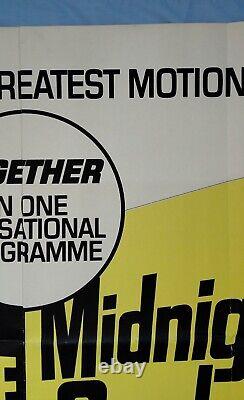 REATEST MOTION
GETHER
N ONE
SATIONAL
GRAMME
Midnig